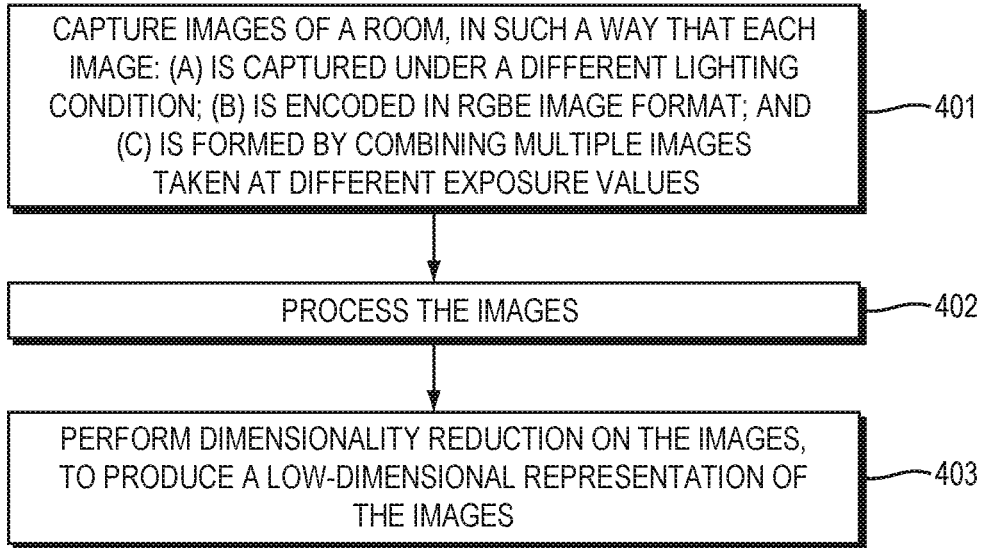 CAPTURE IMAGES OF A ROOM, IN SUCH A WAY THAT EACH
IMAGE: (A) IS CAPTURED UNDER A DIFFERENT LIGHTING
CONDITION; (B) IS ENCODED IN RGBE IMAGE FORMAT; AND
(C) IS FORMED BY COMBINING MULTIPLE IMAGES
TAKEN AT DIFFERENT EXPOSURE VALUES
401
PROCESS THE IMAGES
402
PERFORM DIMENSIONALITY REDUCTION ON THE IMAGES,
TO PRODUCE A LOW-DIMENSIONAL REPRESENTATION OF
THE IMAGES
403